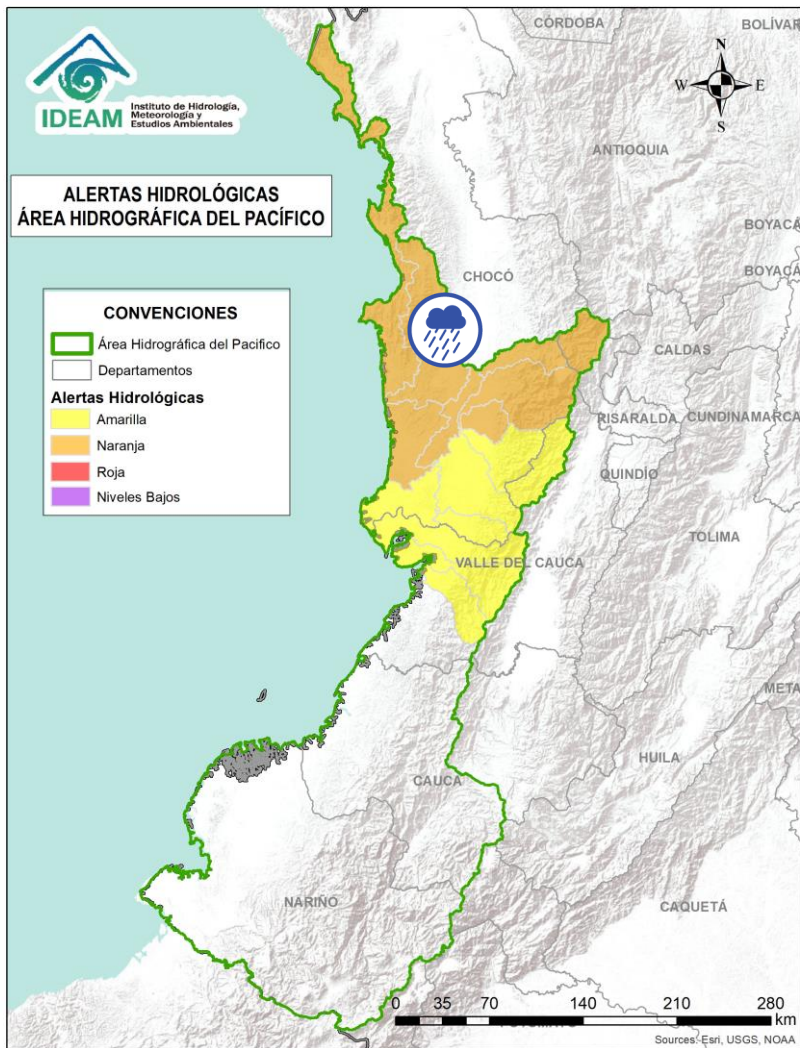 CÓRDOBA
BOLÍVAR
N
W
E
S
IDEAM
Instituto de Hidrología,
Meteorología y
Estudios Ambientales
ANTIOQUIA
ALERTAS HIDROLÓGICAS
ÁREA HIDROGRÁFICA DEL PACÍFICO
BOYACÁ
BOYACÁ
CHOCÓ
CONVENCIONES
Área Hidrográfica del Pacifico
Departamentos
Alertas Hidrológicas
Amarilla
Naranja
Roja
Niveles Bajos
CALDAS
RISARALDA
CUNDINAMARCA
QUINDÍO
TOLIMA
VALLE DEL CAUCA
META
HUILA
CAUCA
NARIÑO
CAQUETÁ
0 35 70 140 210 280
km
Sources: Esri, USGS, NOAA